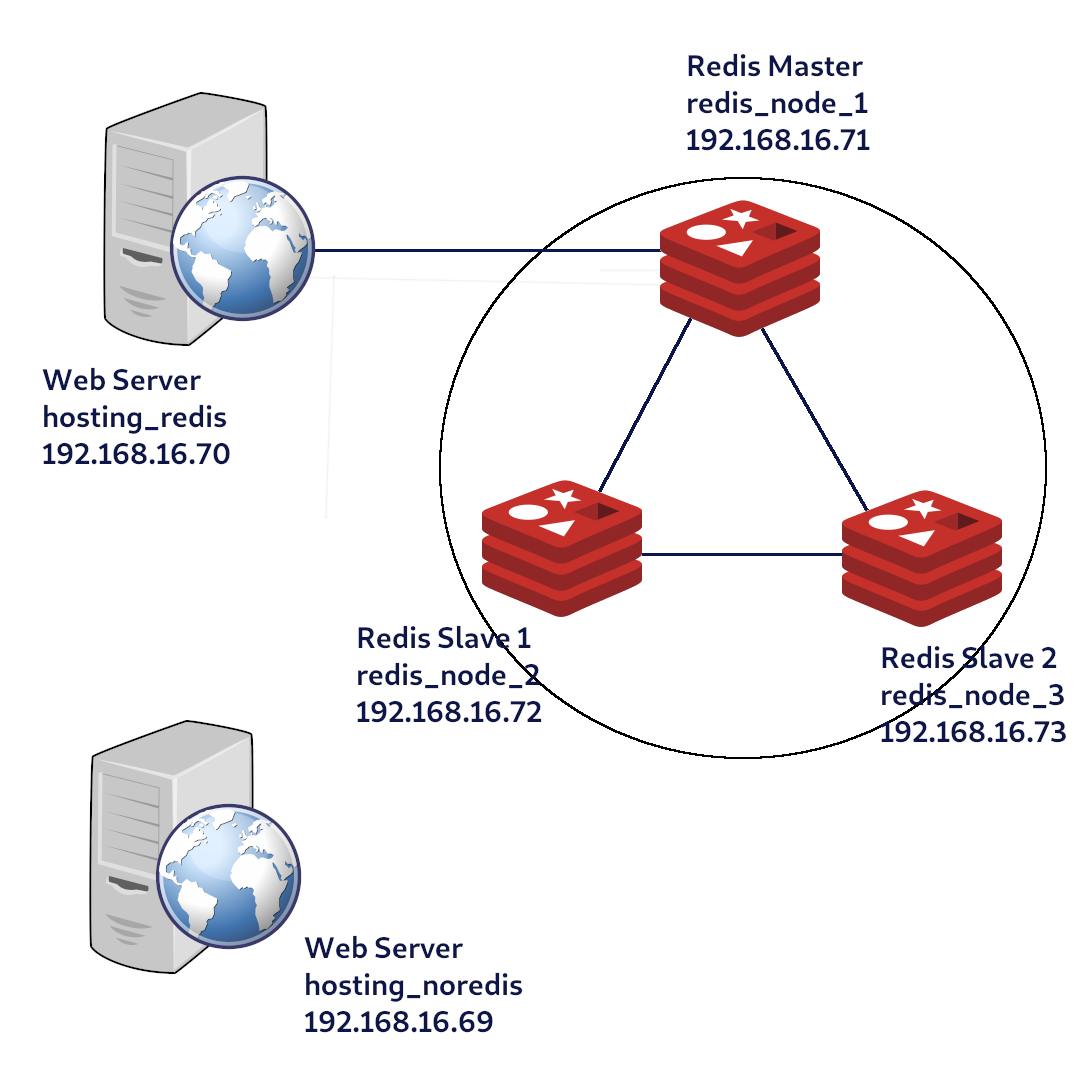 Redis Master
redis_node_1
192.168.16.71
Web Server
hosting_redis
192.168.16.70
Redis Slave 1
redis_node_2
192.168.16.72
Redis Slave 2
redis_node_3
192.168.16.73
Web Server
hosting_noredis
192.168.16.69